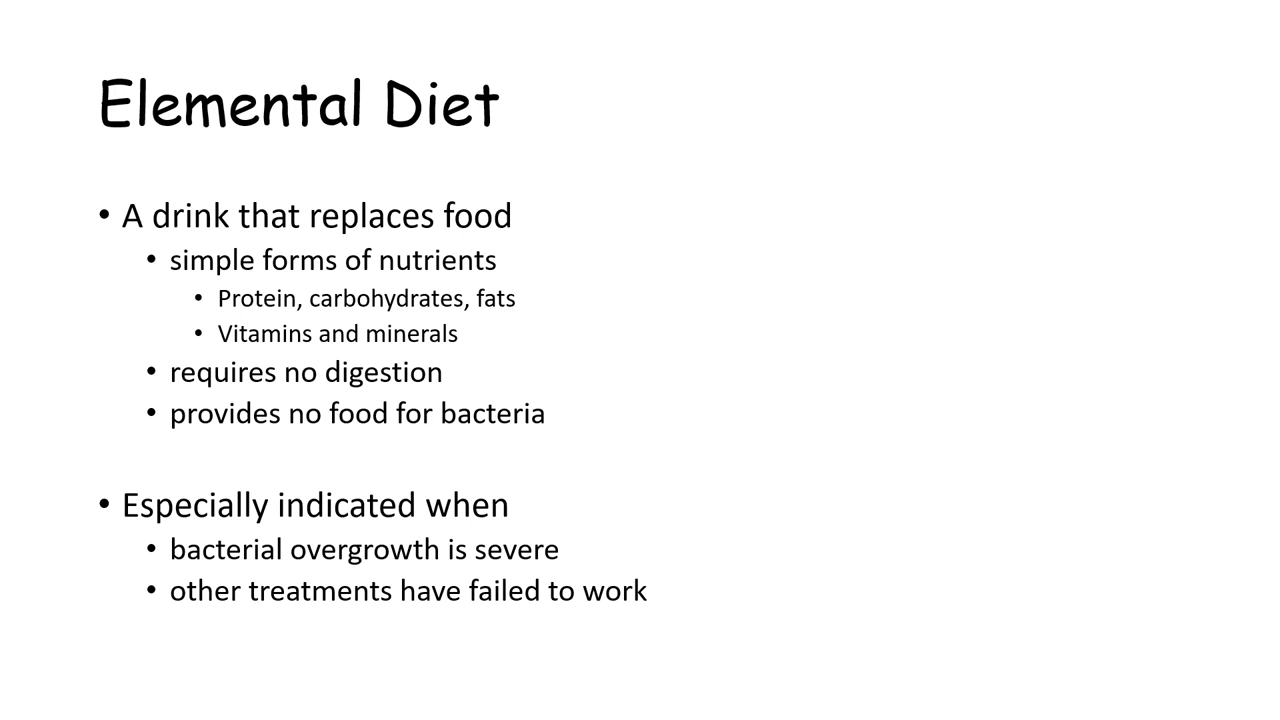 Elemental Diet
• A drink that replaces food
• simple forms of nutrients
• Protein, carbohydrates, fats
• Vitamins and minerals
• requires no digestion
• provides no food for bacteria
• Especially indicated when
• bacterial overgrowth is severe
• other treatments have failed to work